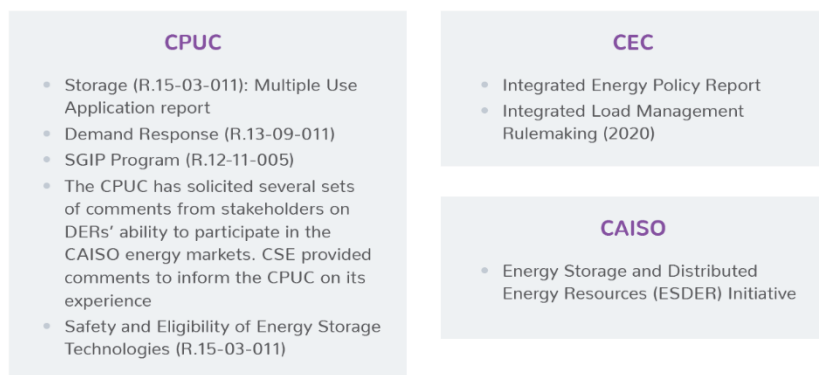 CPUC
• Storage (R.15-03-011): Multiple Use
Application report
• Demand Response (R.13-09-011)
• SGIP Program (R.12-11-005)
• The CPUC has solicited several sets
of comments from stakeholders on
DERs’ ability to participate in the
CAISO energy markets. CSE provided
comments to inform the CPUC on its
experience
• Safety and Eligibility of Energy Storage
Technologies (R.15-03-011)
CEC
• Integrated Energy Policy Report
• Integrated Load Management
Rulemaking (2020)
CAISO
• Energy Storage and Distributed
Energy Resources (ESDER) Initiative